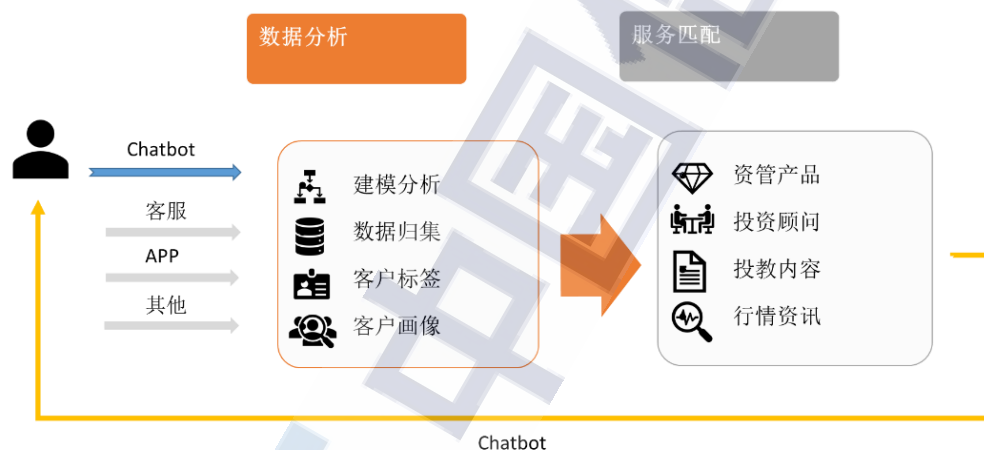 数据分析
服务匹配
Chatbot
客服
APP
其他
建模分析
数据归集
客户标签
客户画像
资管产品
投资顾问
投教内容
行情资讯
Chatbot